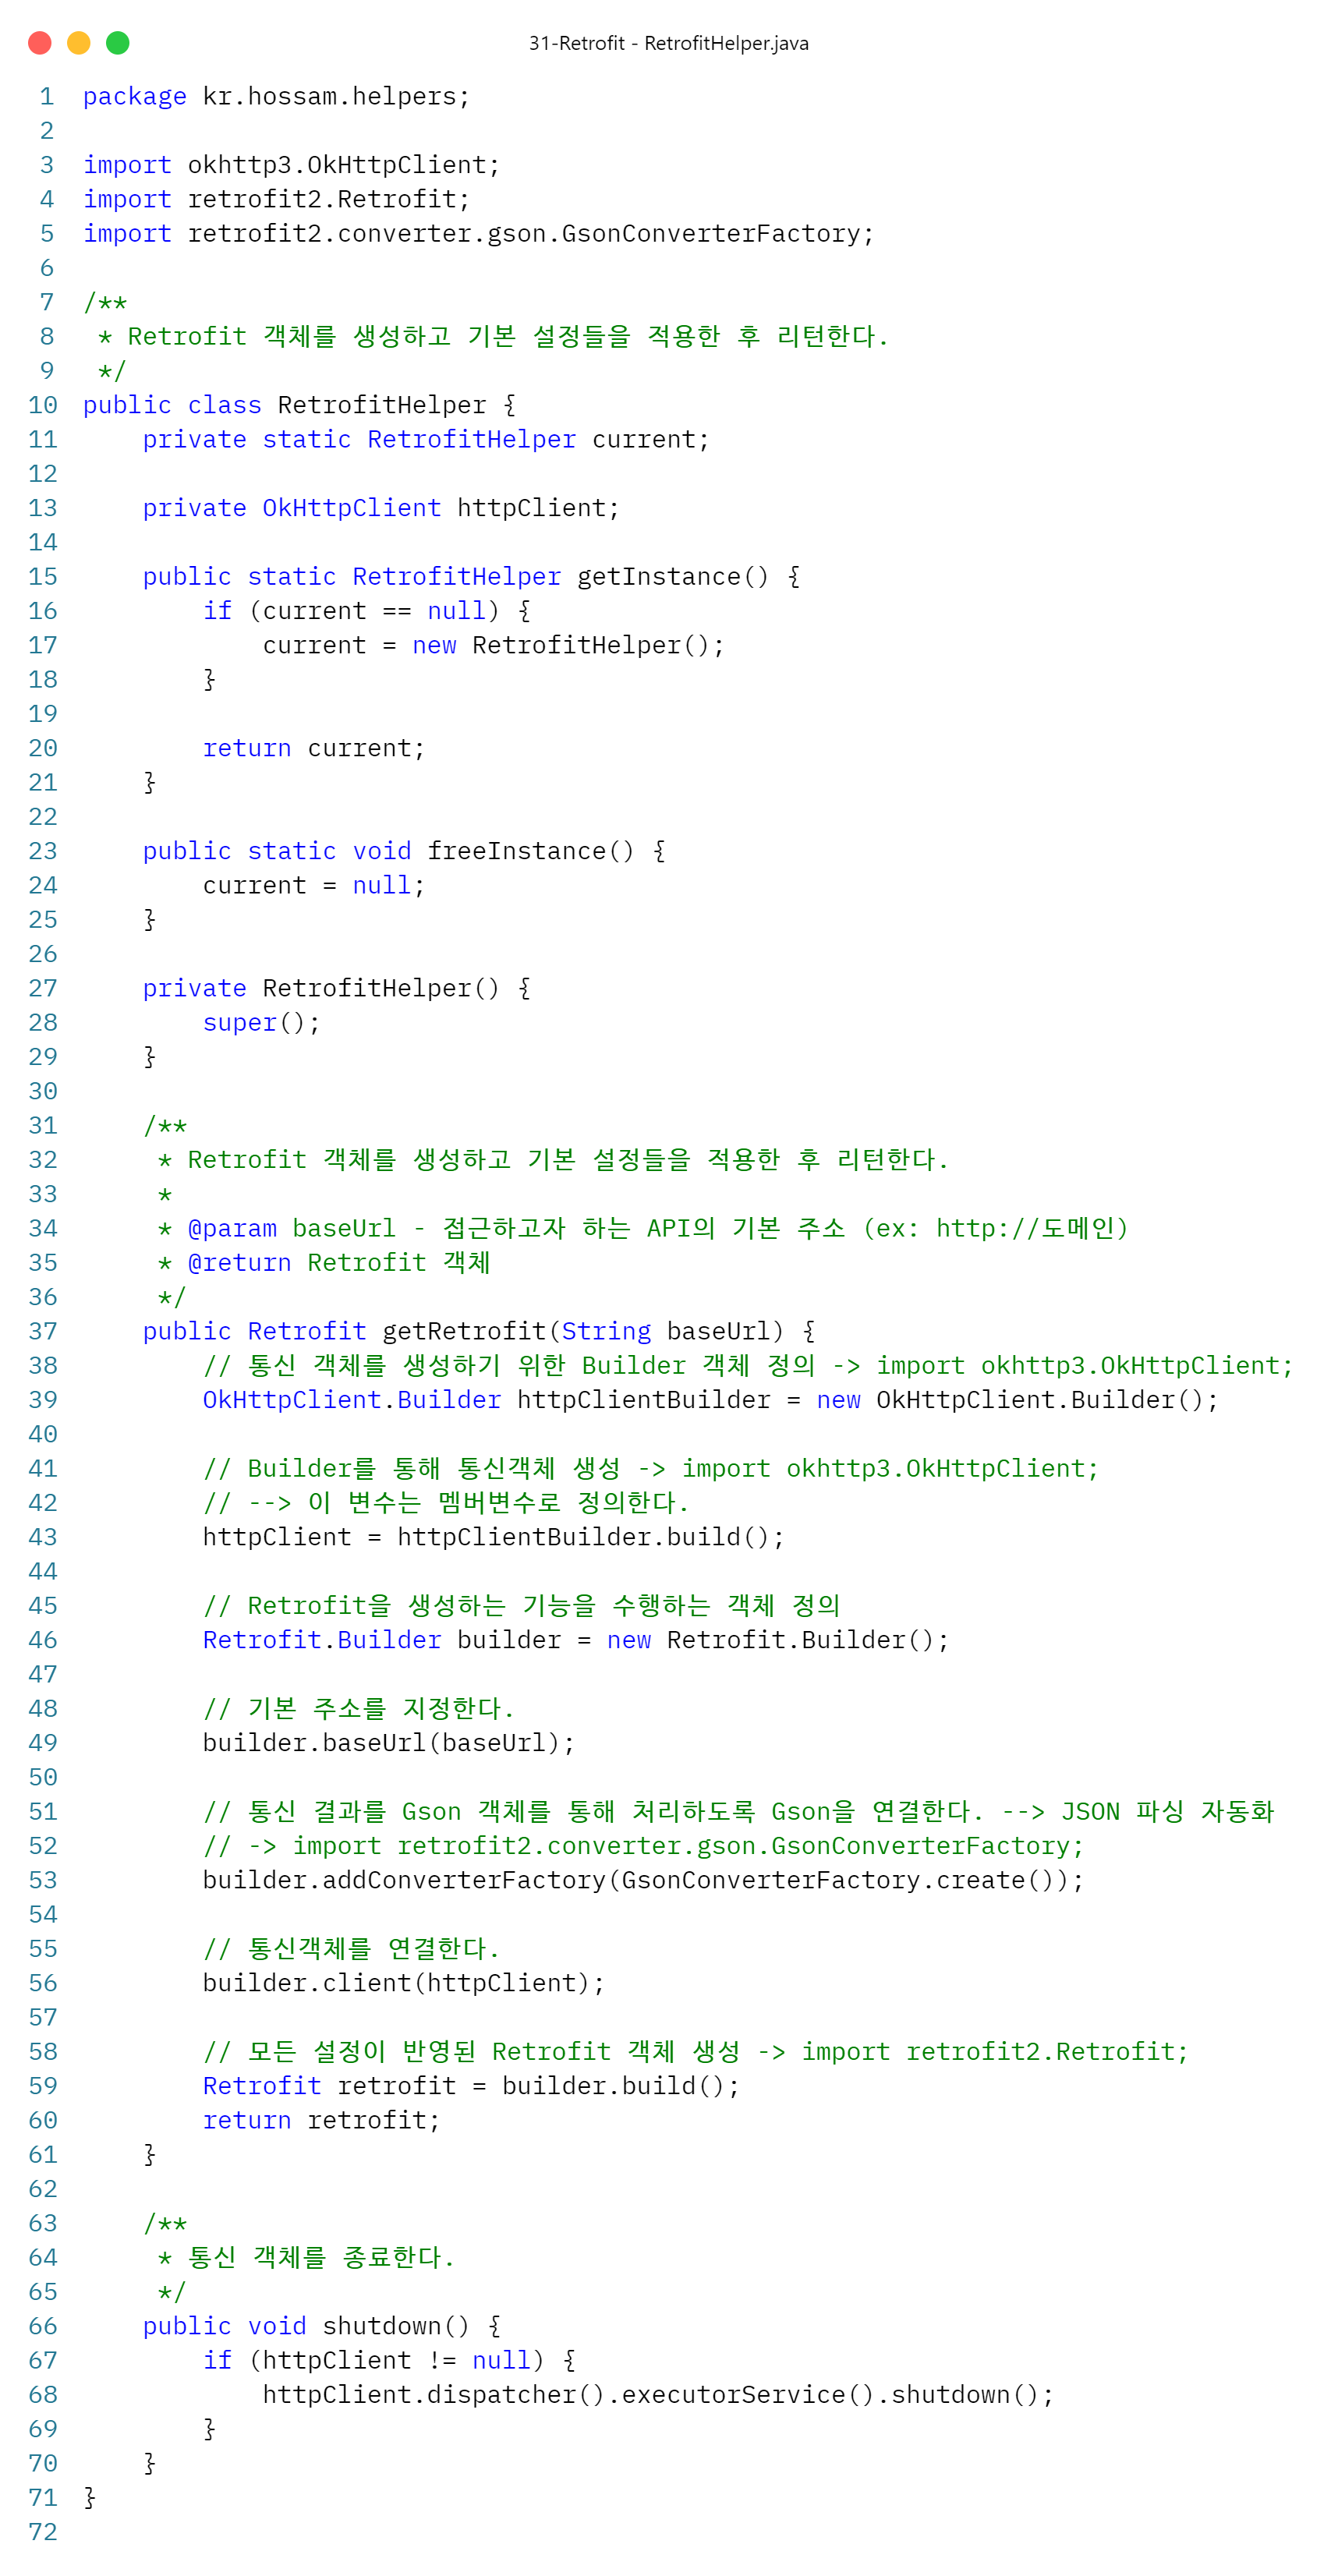 31-Retrofit - RetrofitHelper.java
1 package kr.hossam.helpers;
2
3 import okhttp3.OkHttpClient;
4 import retrofit2.Retrofit;
5 import retrofit2.converter.gson.GsonConverterFactory;
6
7 /**
8  * Retrofit 객체를 생성하고 기본 설정들을 적용한 후 리턴한다.
9  */
10 public class RetrofitHelper {
11     private static RetrofitHelper current;
12
13     private OkHttpClient httpClient;
14
15     public static RetrofitHelper getInstance() {
16         if (current == null) {
17             current = new RetrofitHelper();
18         }
19
20         return current;
21     }
22
23     public static void freeInstance() {
24         current = null;
25     }
26
27     private RetrofitHelper() {
28         super();
29     }
30
31     /**
32      * Retrofit 객체를 생성하고 기본 설정들을 적용한 후 리턴한다.
33      *
34      * @param baseUrl - 접근하고자 하는 API의 기본 주소 (ex: http://도메인)
35      * @return Retrofit 객체
36      */
37     public Retrofit getRetrofit(String baseUrl) {
38         // 통신 객체를 생성하기 위한 Builder 객체 정의 -> import okhttp3.OkHttpClient;
39         OkHttpClient.Builder httpClientBuilder = new OkHttpClient.Builder();
40
41         // Builder를 통해 통신객체 생성 -> import okhttp3.OkHttpClient;
42         // --> 이 변수는 멤버변수로 정의한다.
43         httpClient = httpClientBuilder.build();
44
45         // Retrofit을 생성하는 기능을 수행하는 객체 정의
46         Retrofit.Builder builder = new Retrofit.Builder();
47
48         // 기본 주소를 지정한다.
49         builder.baseUrl(baseUrl);
50
51         // 통신 결과를 Gson 객체를 통해 처리하도록 Gson을 연결한다. --> JSON 파싱 자동화
52         // -> import retrofit2.converter.gson.GsonConverterFactory;
53         builder.addConverterFactory(GsonConverterFactory.create());
54
55         // 통신객체를 연결한다.
56         builder.client(httpClient);
57
58         // 모든 설정이 반영된 Retrofit 객체 생성 -> import retrofit2.Retrofit;
59         Retrofit retrofit = builder.build();
60         return retrofit;
61     }
62
63     /**
64      * 통신 객체를 종료한다.
65      */
66     public void shutdown() {
67         if (httpClient != null) {
68             httpClient.dispatcher().executorService().shutdown();
69         }
70     }
71 }
72